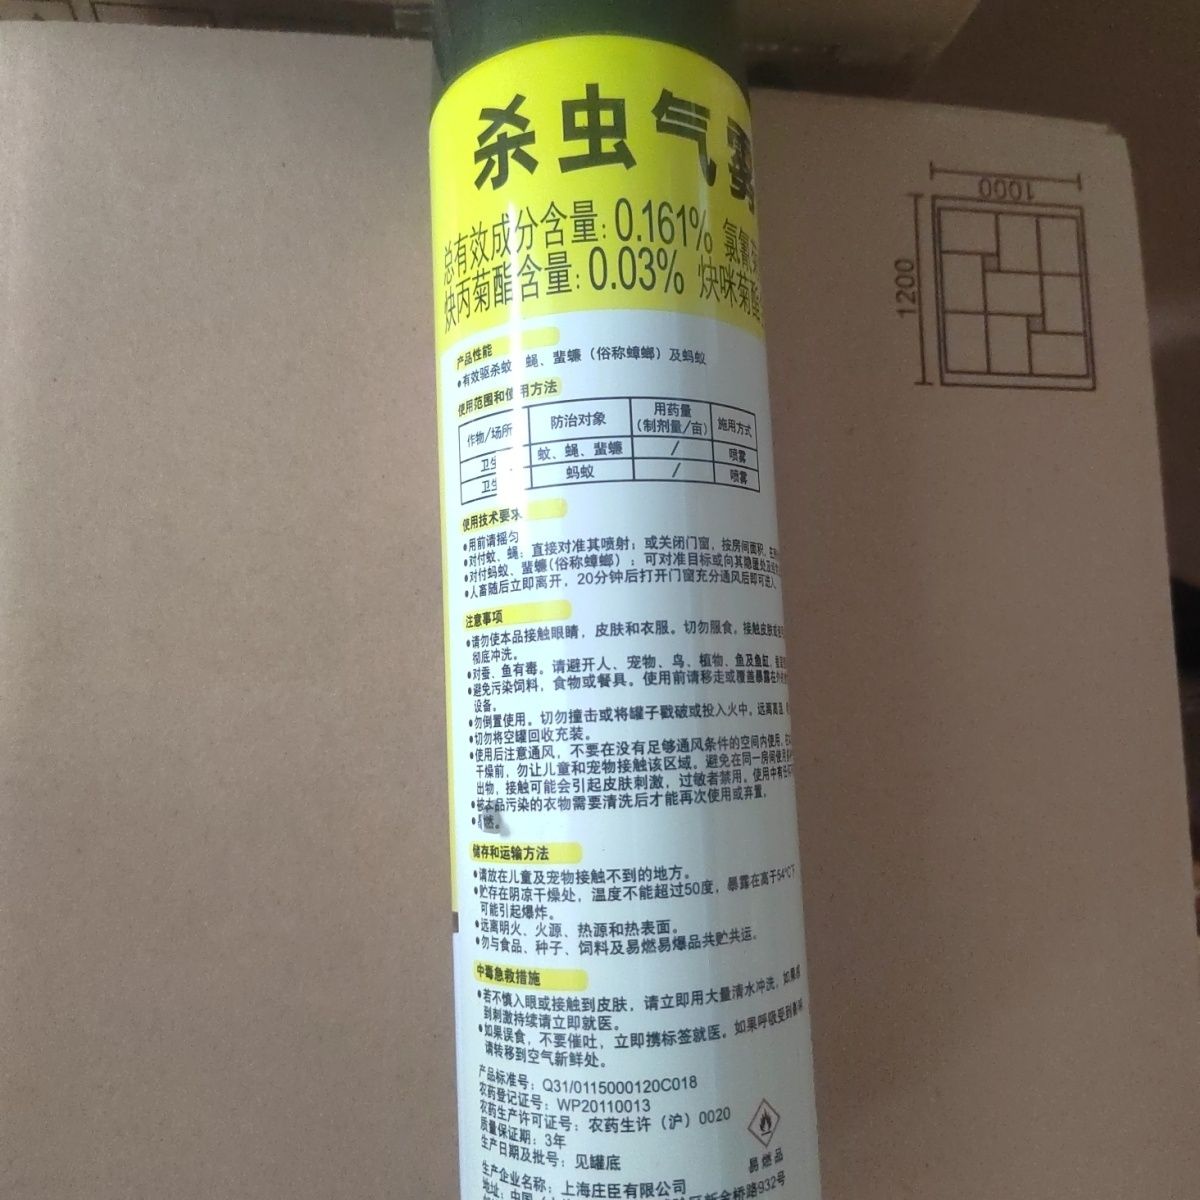 杀虫气雾
总有效成分含量: 0.161% 氯氰菊
炔丙菊酯含量: 0.03% 炔咪菊酯
产品性能
•有效驱杀蚊、蝇、蜚蠊（俗称蟑螂）及蚂蚁
使用范围和使用方法
作物/场所 防治对象 用药量（制剂量/亩） 施用方式
卫生 蚊、蝇、蜚蠊 / 喷雾
卫生 蚂蚁 / 喷雾
使用技术要求
•用前请摇匀
•对付蚊、蝇：直接对准其喷射；或关闭门窗，按房间面积，
•对付蚂蚁、蜚蠊(俗称蟑螂）：可对准目标或向其隐匿处及
•人畜随后立即离开，20分钟后打开门窗充分通风后即可进入
注意事项
•请勿使本品接触眼睛，皮肤和衣服。切勿服食，接触皮肤
彻底冲洗。
•对蚕、鱼有毒。请避开人、宠物、鸟、植物、鱼及鱼缸，
•避免污染饲料，食物或餐具。使用前请移走或覆盖暴露在
设备。
•勿倒置使用。切勿撞击或将罐子戳破或投入火中，远离高温
•切勿将空罐回收充装。
•使用后注意通风，不要在没有足够通风条件的空间内使用，
干燥前，勿让儿童和宠物接触该区域。避免在同一房间使用
出物，接触可能会引起皮肤刺激，过敏者禁用。使用中有
•被本品污染的衣物需要清洗后才能再次使用或弃置，
•易燃。
储存和运输方法
•请放在儿童及宠物接触不到的地方。
•贮存在阴凉干燥处，温度不能超过50度，暴露在高于54°C下
可能引起爆炸。
•远离明火、火源、热源和热表面。
•勿与食品、种子、饲料及易燃易爆品共贮共运。
中毒急救措施
•若不慎入眼或接触到皮肤，请立即用大量清水冲洗，如果感
到刺激持续请立即就医。
•如果误食，不要催吐，立即携标签就医。如果呼吸受到影响
请转移到空气新鲜处。
产品标准号：Q31/0115000120C018
农药登记证号：WP20110013
农药生产许可证号：农药生许（沪）0020
质量保证期：3年
生产日期及批号：见罐底
易燃品
生产企业名称：上海庄臣有限公司
地址：中国 新金桥路932号
1000
1200